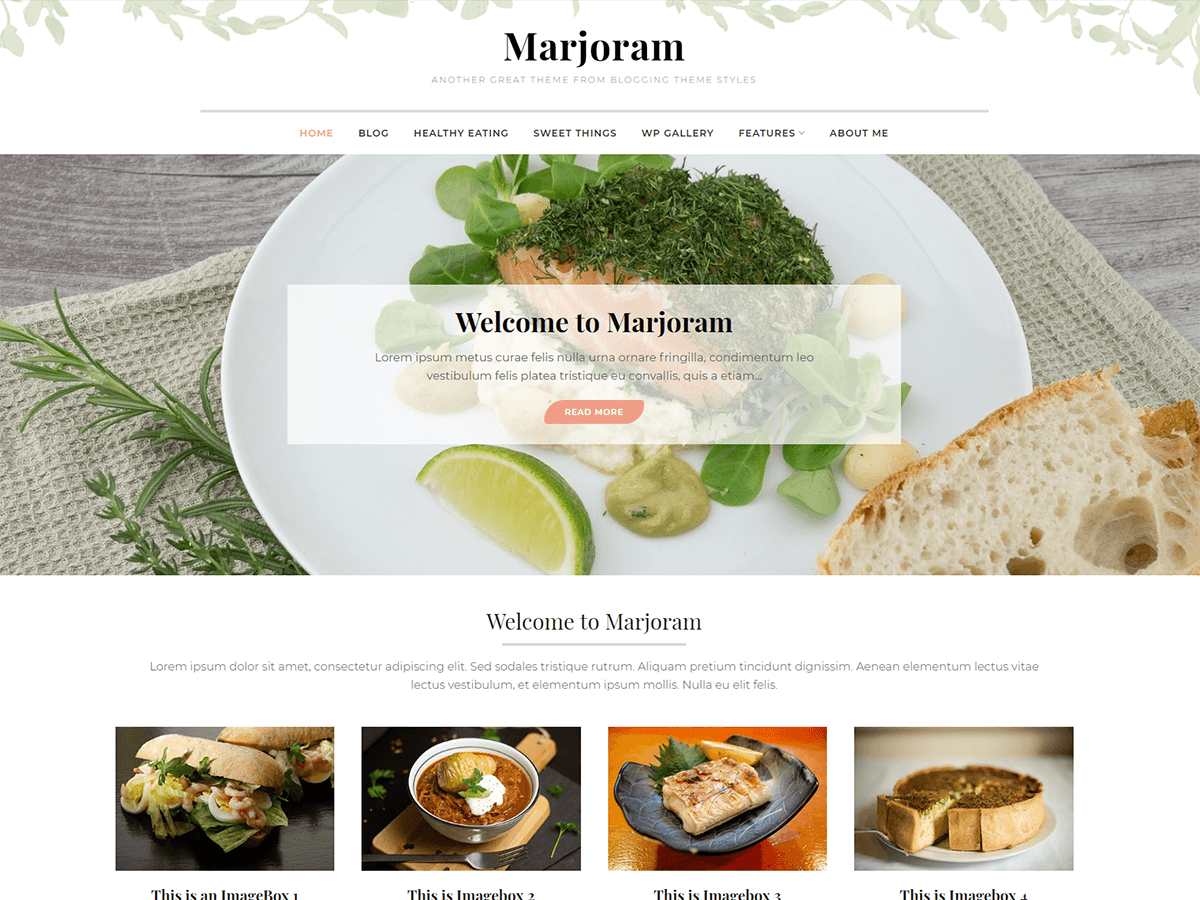 Marjoram
ANOTHER GREAT THEME FROM BLOGGING THEME STYLES
HOME BLOG HEALTHY EATING SWEET THINGS WP GALLERY FEATURES ABOUT ME
Welcome to Marjoram
Lorem ipsum metus curae felis nulla urna ornare fringilla, condimentum leo
vestibulum felis platea tristique eu convallis, quis a etiam...
READ MORE
Welcome to Marjoram
Lorem ipsum dolor sit amet, consectetur adipiscing elit. Sed sodales tristique rutrum. Aliquam pretium tincidunt dignissim. Aenean elementum lectus vitae
lectus vestibulum, et elementum ipsum mollis. Nulla eu elit felis.
This is an ImageBox 1 This is Imagebox 2 This is Imagebox 3 This is Imagebox 4